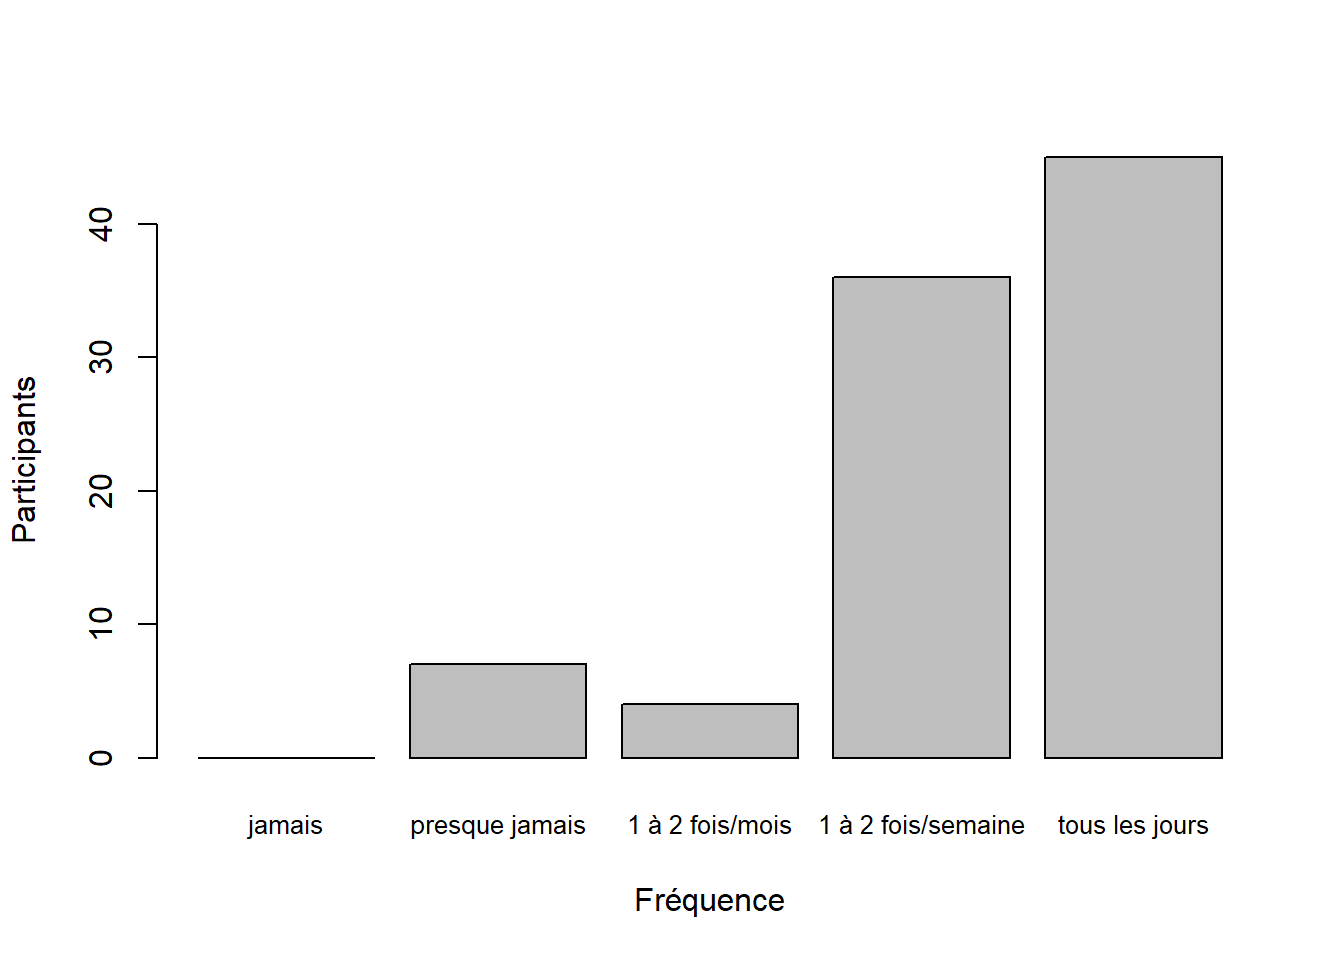 Participants
40
30
20
10
0
jamais
presque jamais
1 à 2 fois/mois
1 à 2 fois/semaine
tous les jours
Fréquence